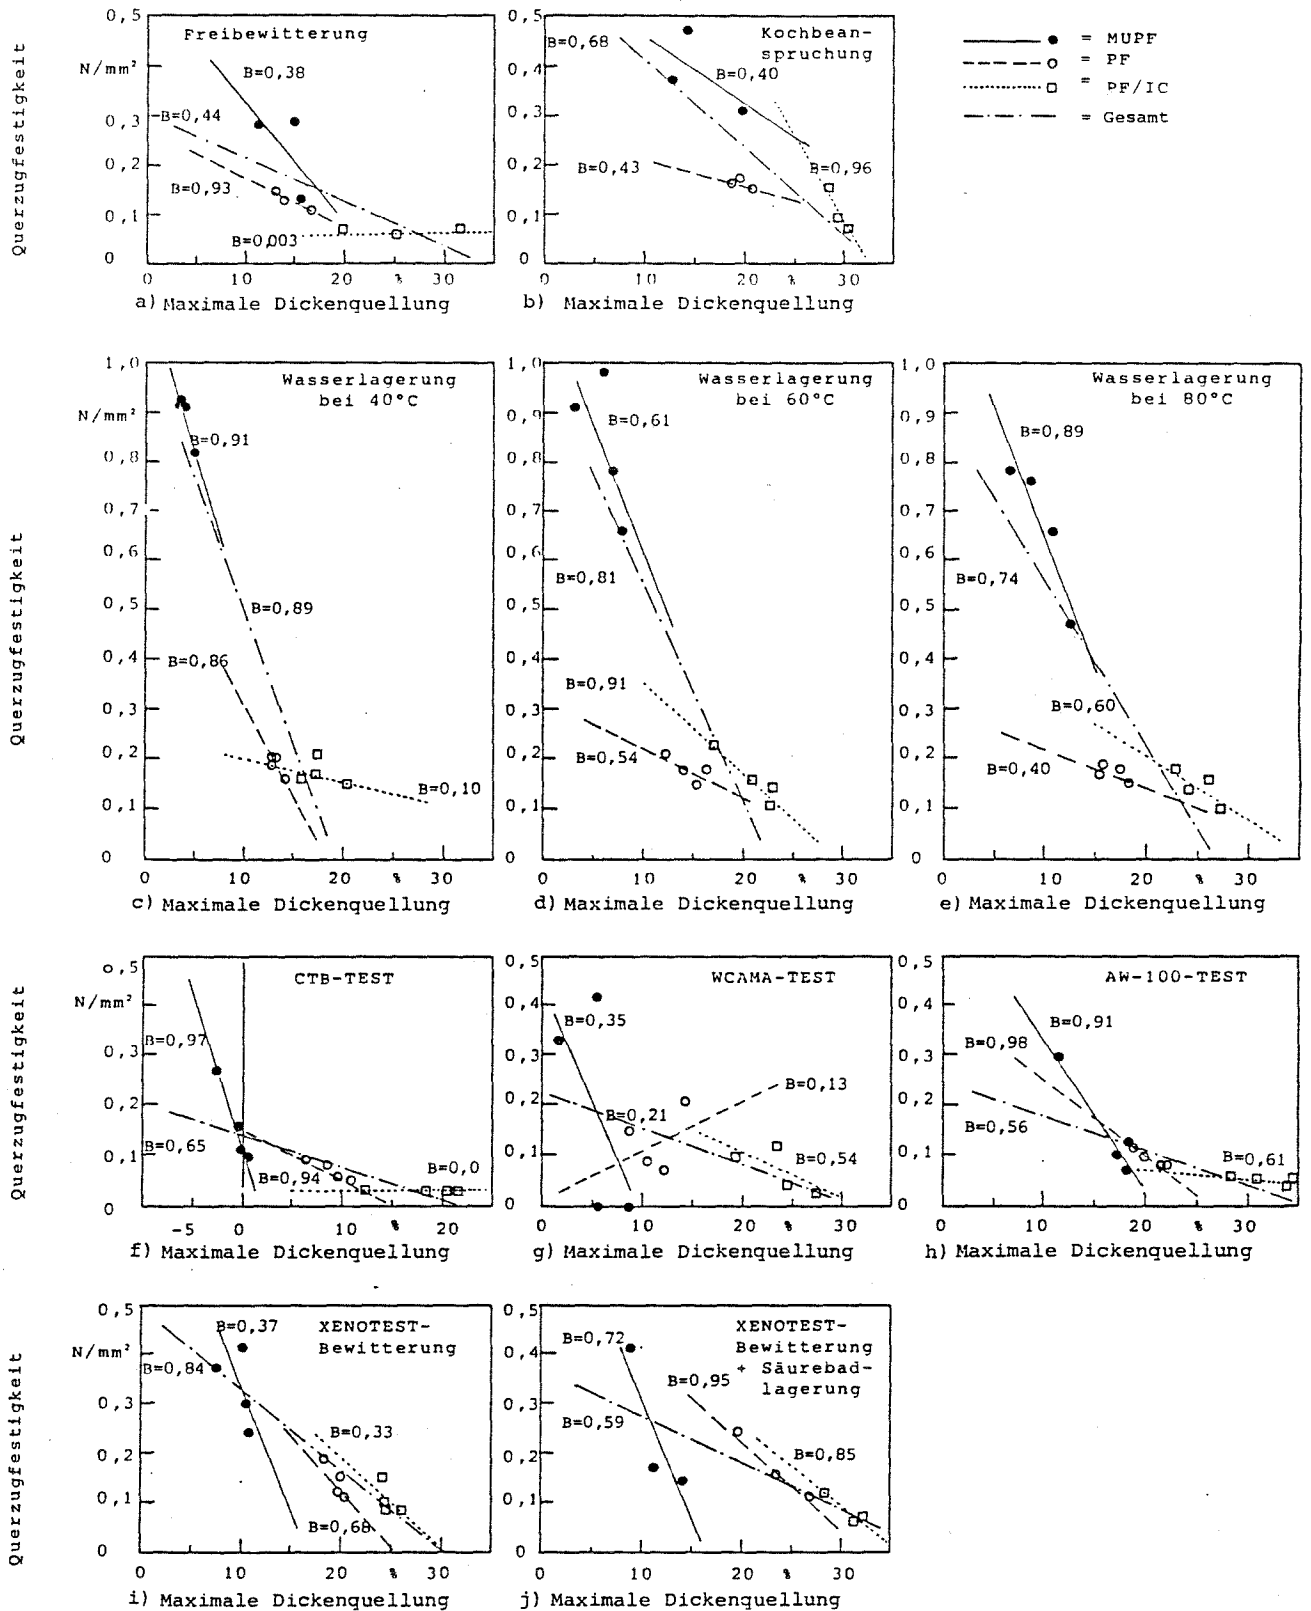 Querzugfestigkeit
N/mm²
0,5
0,3
0,2
0,1
0
Freibewitterung
B=0,38
B=0,44
B=0,93
B=0,003
0 10 20 % 30
a) Maximale Dickenquellung
0,5
0,4
0,3
0,2
0,1
0
Kochbean-
spruchung
B=0,68
B=0,40
B=0,43
B=0,96
0 10 20 % 30
b) Maximale Dickenquellung
= MUPF
= PF
= PF/IC
= Gesamt
Querzugfestigkeit
1,0
N/mm²
0,8
0,7
0,6
0,5
0,4
0,3
0,2
0,1
0
Wasserlagerung
bei 40°C
B=0,91
B=0,89
B=0,86
B=0,10
0 10 20 % 30
c) Maximale Dickenquellung
1,0
0,9
0,8
0,7
0,6
0,5
0,4
0,3
0,2
0,1
0
Wasserlagerung
bei 60°C
B=0,61
B=0,81
B=0,91
B=0,54
0 10 20 % 30
d) Maximale Dickenquellung
1,0
0,9
0,8
0,7
0,6
0,5
0,4
0,3
0,2
0,1
0
Wasserlagerung
bei 80°C
B=0,89
B=0,74
B=0,60
B=0,40
0 10 20 % 30
e) Maximale Dickenquellung
Querzugfestigkeit
0,5
N/mm²
0,3
0,2
0,1
0
CTB-TEST
B=0,97
B=0,65
B=0,94
B=0,0
-5 0 10 % 20
f) Maximale Dickenquellung
0,5
0,4
0,3
0,2
0,1
0
WCAMA-TEST
B=0,35
B=0,13
B=0,21
B=0,54
0 10 20 % 30
g) Maximale Dickenquellung
0,5
0,4
0,3
0,2
0,1
0
AW-100-TEST
B=0,91
B=0,98
B=0,56
B=0,61
0 10 20 % 30
h) Maximale Dickenquellung
Querzugfestigkeit
0,5
N/mm²
0,3
0,2
0,1
0
XENOTEST-
Bewitterung
B=0,37
B=0,84
B=0,33
B=0,68
0 10 20 % 30
i) Maximale Dickenquellung
0,5
0,4
0,3
0,2
0,1
0
XENOTEST-
Bewitterung
+ Säurebad-
lagerung
B=0,72
B=0,95
B=0,59
B=0,85
0 10 20 % 30
j) Maximale Dickenquellung